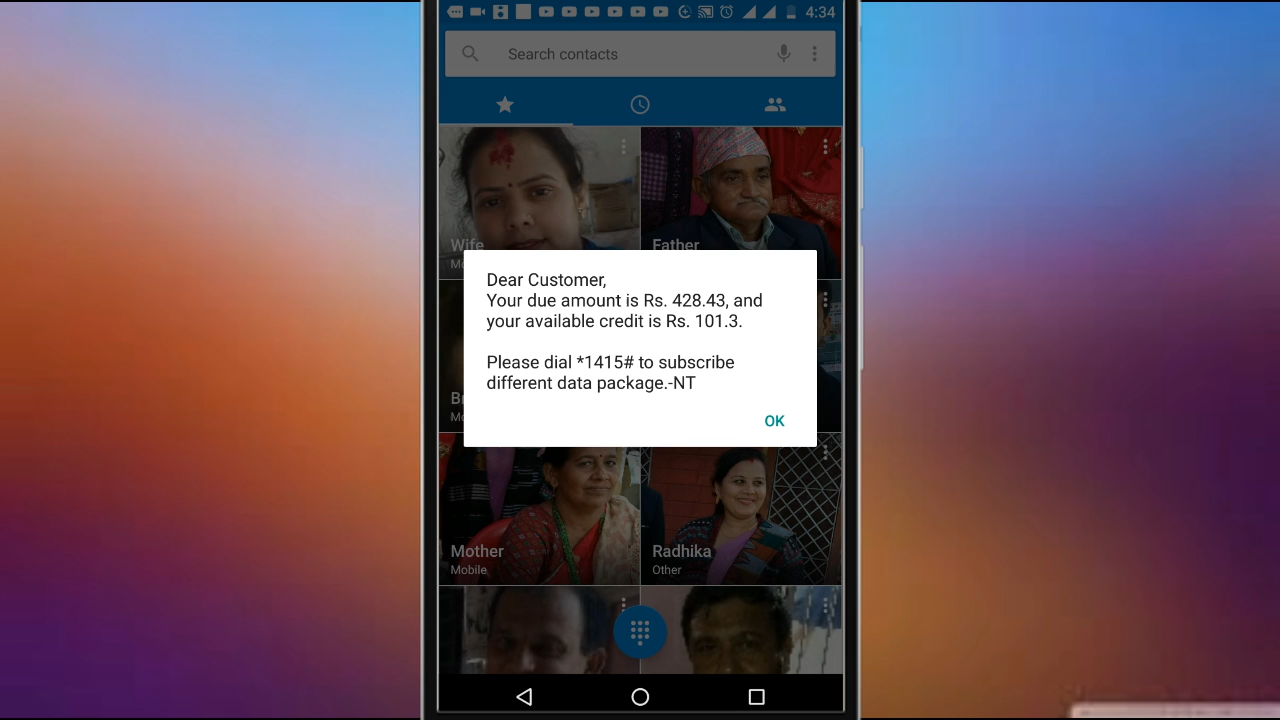 4:34
Search contacts
Wife
Father
Dear Customer,
Your due amount is Rs. 428.43, and
your available credit is Rs. 101.3.
Please dial *1415# to subscribe
different data package.-NT
OK
Mother
Mobile
Radhika
Other